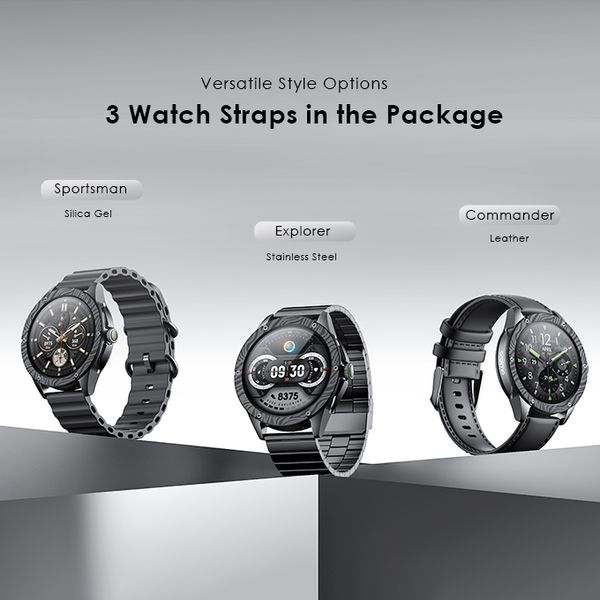 Versatile Style Options
3 Watch Straps in the Package
Sportsman
Silica Gel
Explorer
Stainless Steel
Commander
Leather
09 30
8375